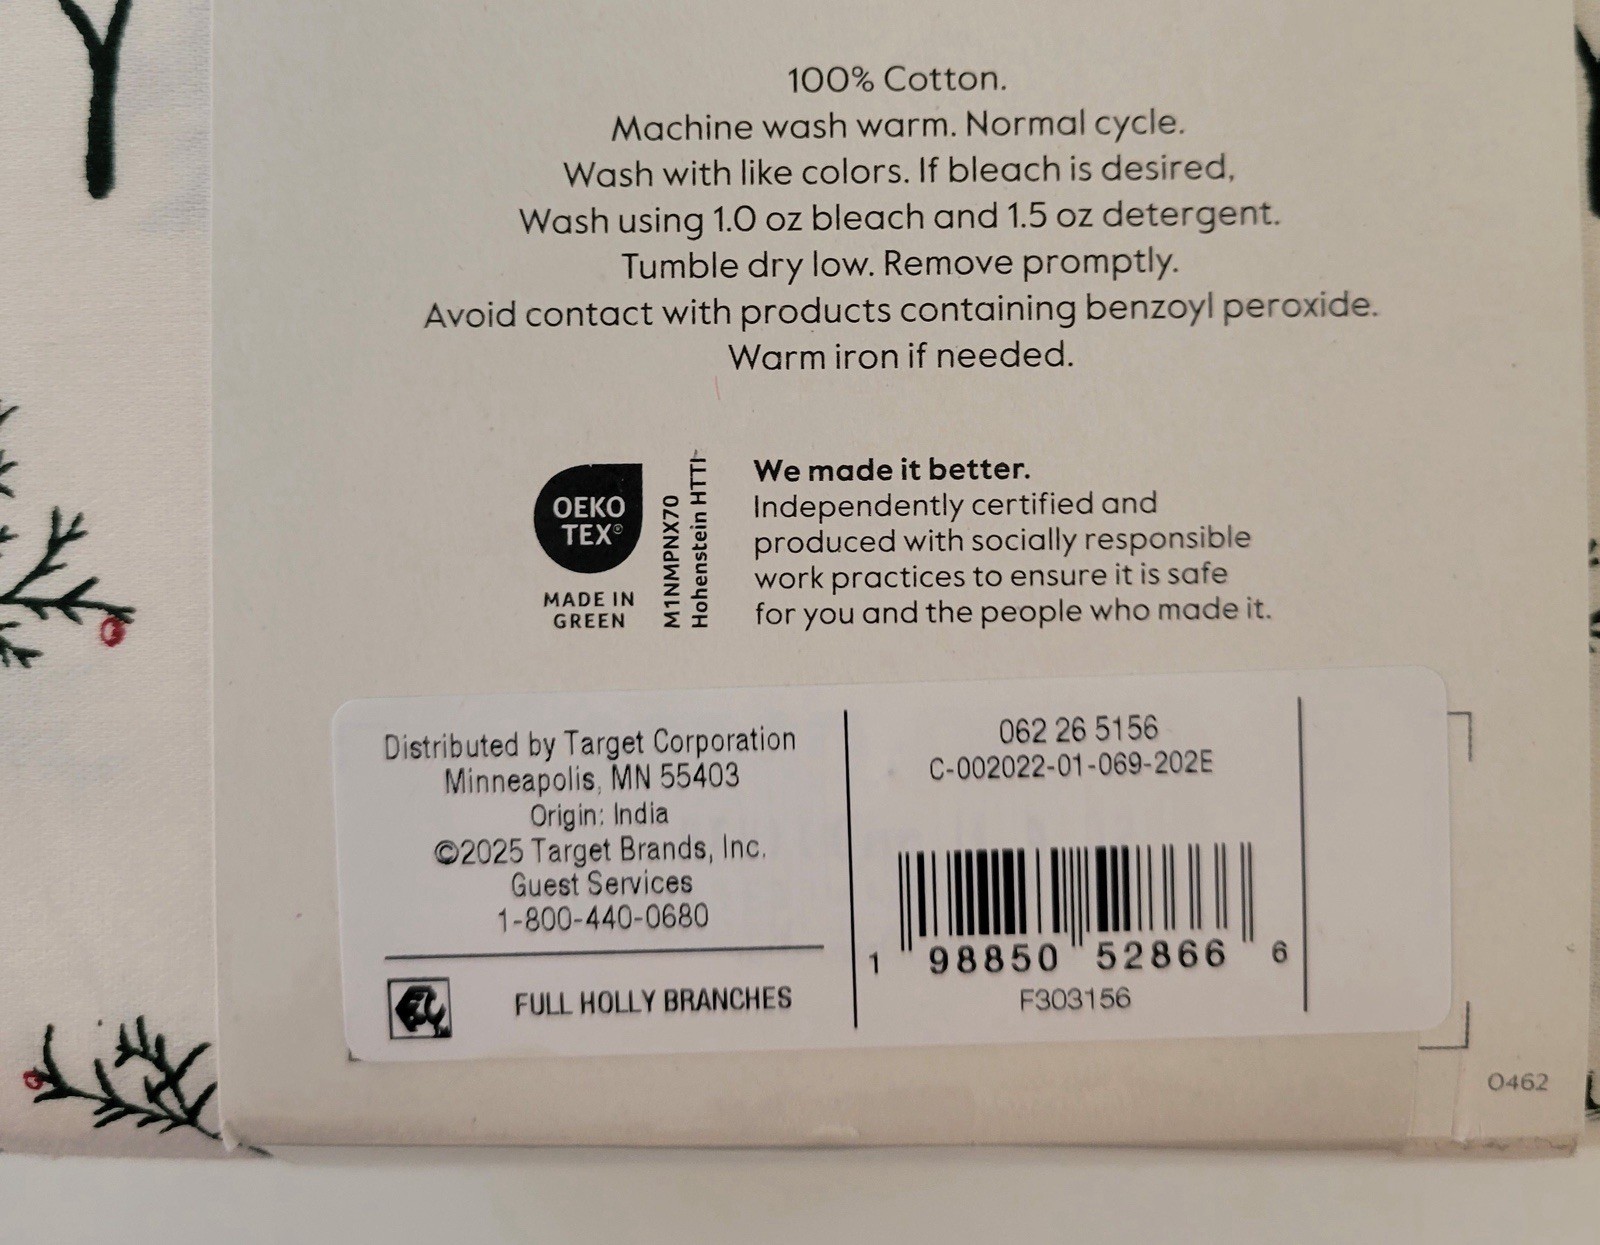 100% Cotton.
Machine wash warm. Normal cycle.
Wash with like colors. If bleach is desired,
Wash using 1.0 oz bleach and 1.5 oz detergent.
Tumble dry low. Remove promptly.
Avoid contact with products containing benzoyl peroxide.
Warm iron if needed.
OEKO
TEX®
MADE IN
GREEN
M1NMPNX70
Hohenstein HTTI
We made it better.
Independently certified and
produced with socially responsible
work practices to ensure it is safe
for you and the people who made it.
Distributed by Target Corporation
Minneapolis, MN 55403
Origin: India
©2025 Target Brands, Inc.
Guest Services
1-800-440-0680
FULL HOLLY BRANCHES
062 26 5156
C-002022-01-069-202E
1 98850 52866 6
F303156
0462